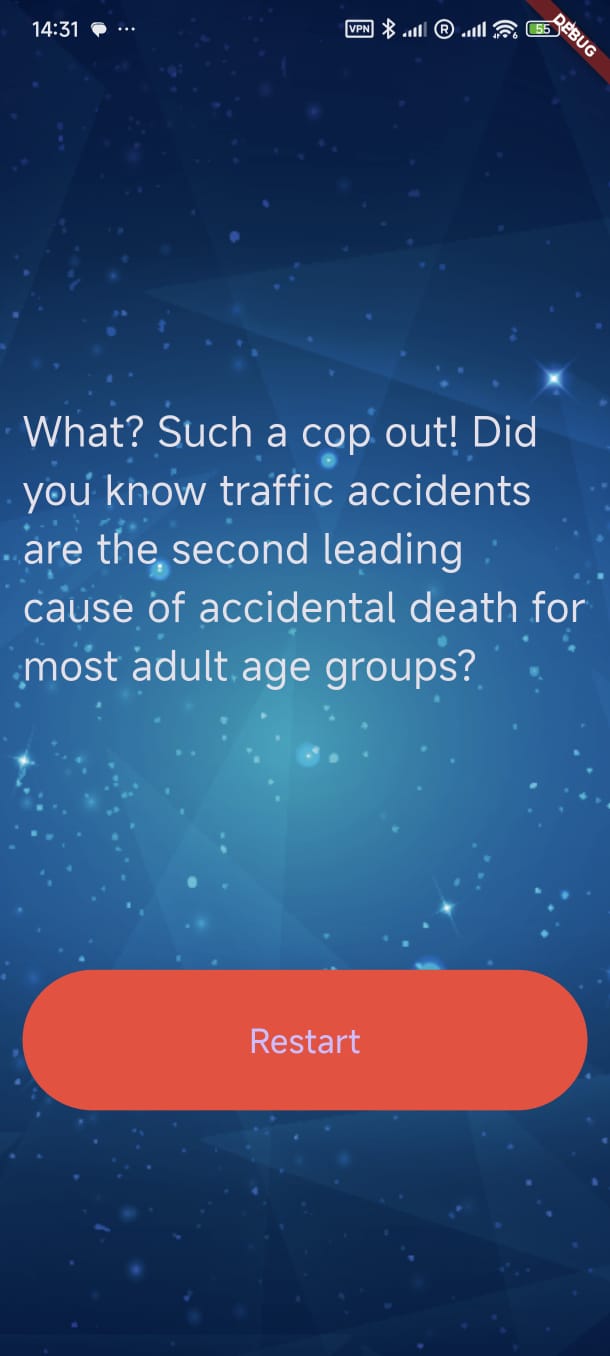 14:31
VPN R 55
DEBUG
What? Such a cop out! Did
you know traffic accidents
are the second leading
cause of accidental death for
most adult age groups?
Restart